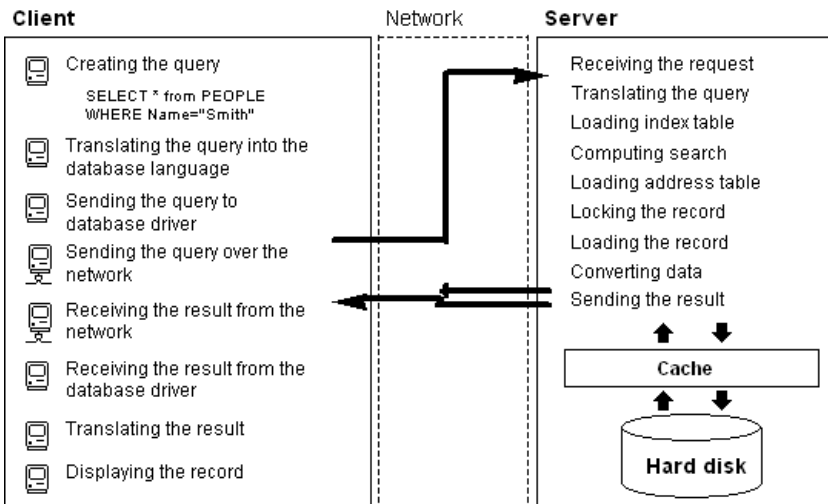 Client
Network
Server
Creating the query
SELECT * from PEOPLE
WHERE Name="Smith"
Translating the query into the
database language
Sending the query to
database driver
Sending the query over the
network
Receiving the result from the
network
Receiving the result from the
database driver
Translating the result
Displaying the record
Receiving the request
Translating the query
Loading index table
Computing search
Loading address table
Locking the record
Loading the record
Converting data
Sending the result
Cache
Hard disk